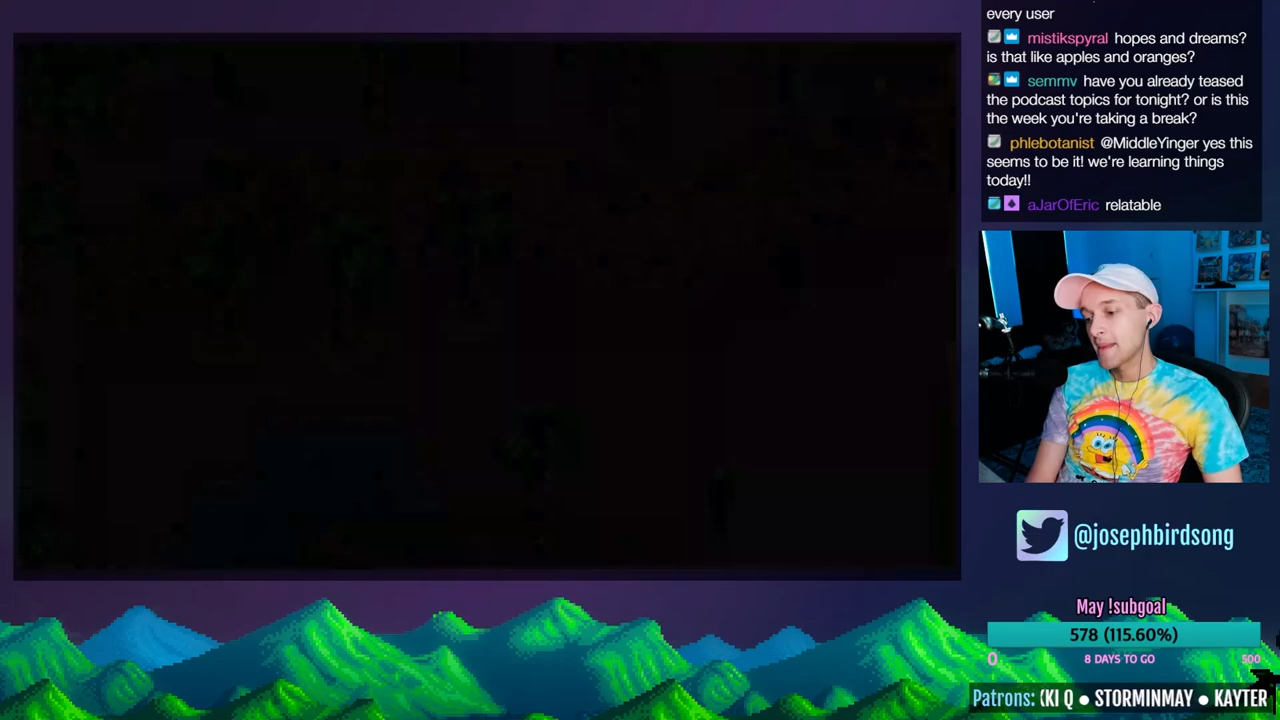 every user
mistikspyral hopes and dreams?
is that like apples and oranges?
semmv have you already teased
the podcast topics for tonight? or is this
the week you're taking a break?
phlebotanist @MiddleYinger yes this
seems to be it! we're learning things
today!!
aJarOfEric relatable
@josephbirdsong
May !subgoal
578 (115.60%)
0 8 DAYS TO GO 500
Patrons: (KI Q ● STORMINMAY ● KAYTER